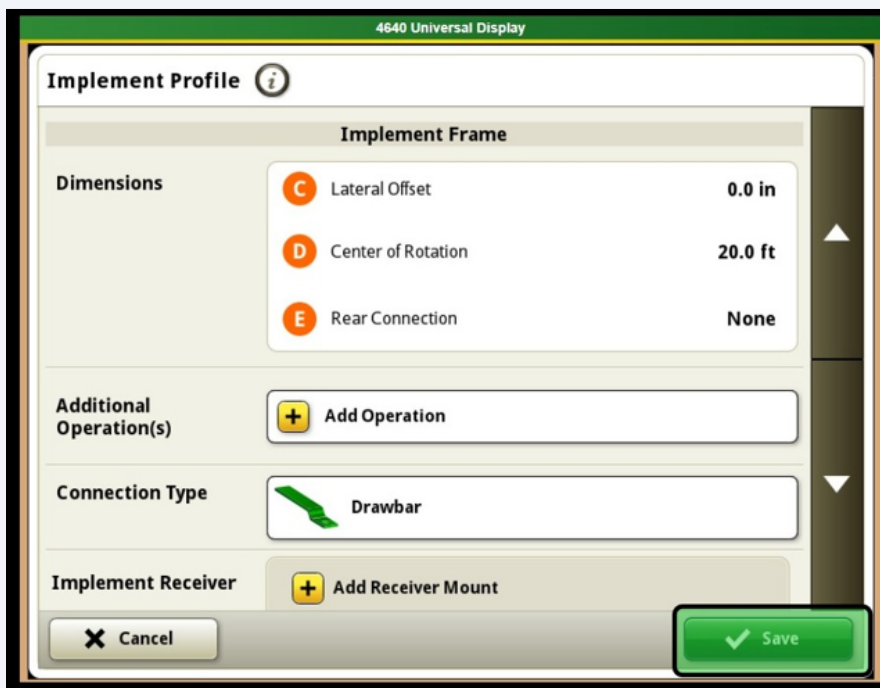 4640 Universal Display
Implement Profile i
Implement Frame
Dimensions
C Lateral Offset 0.0 in
D Center of Rotation 20.0 ft
E Rear Connection None
Additional
Operation(s)
+ Add Operation
Connection Type
Drawbar
Implement Receiver
+ Add Receiver Mount
Cancel
Save